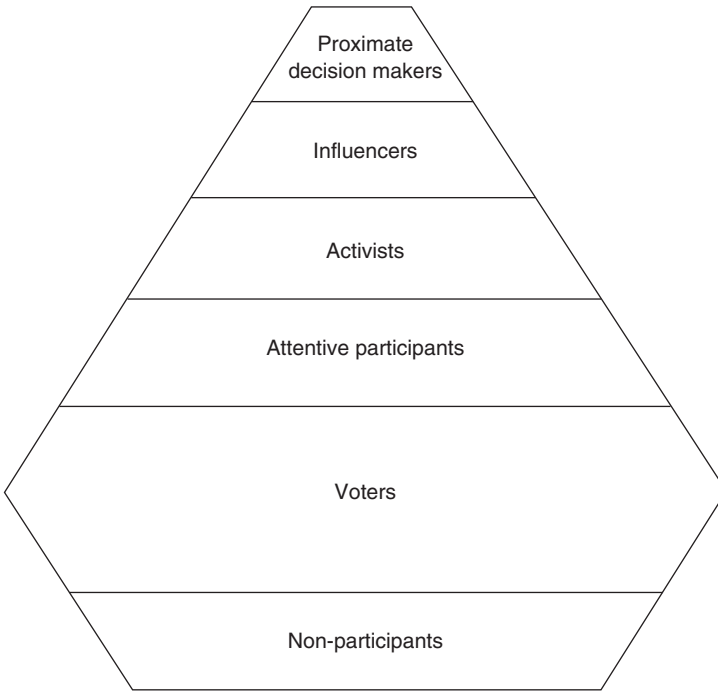 Proximate
decision makers
Influencers
Activists
Attentive participants
Voters
Non-participants